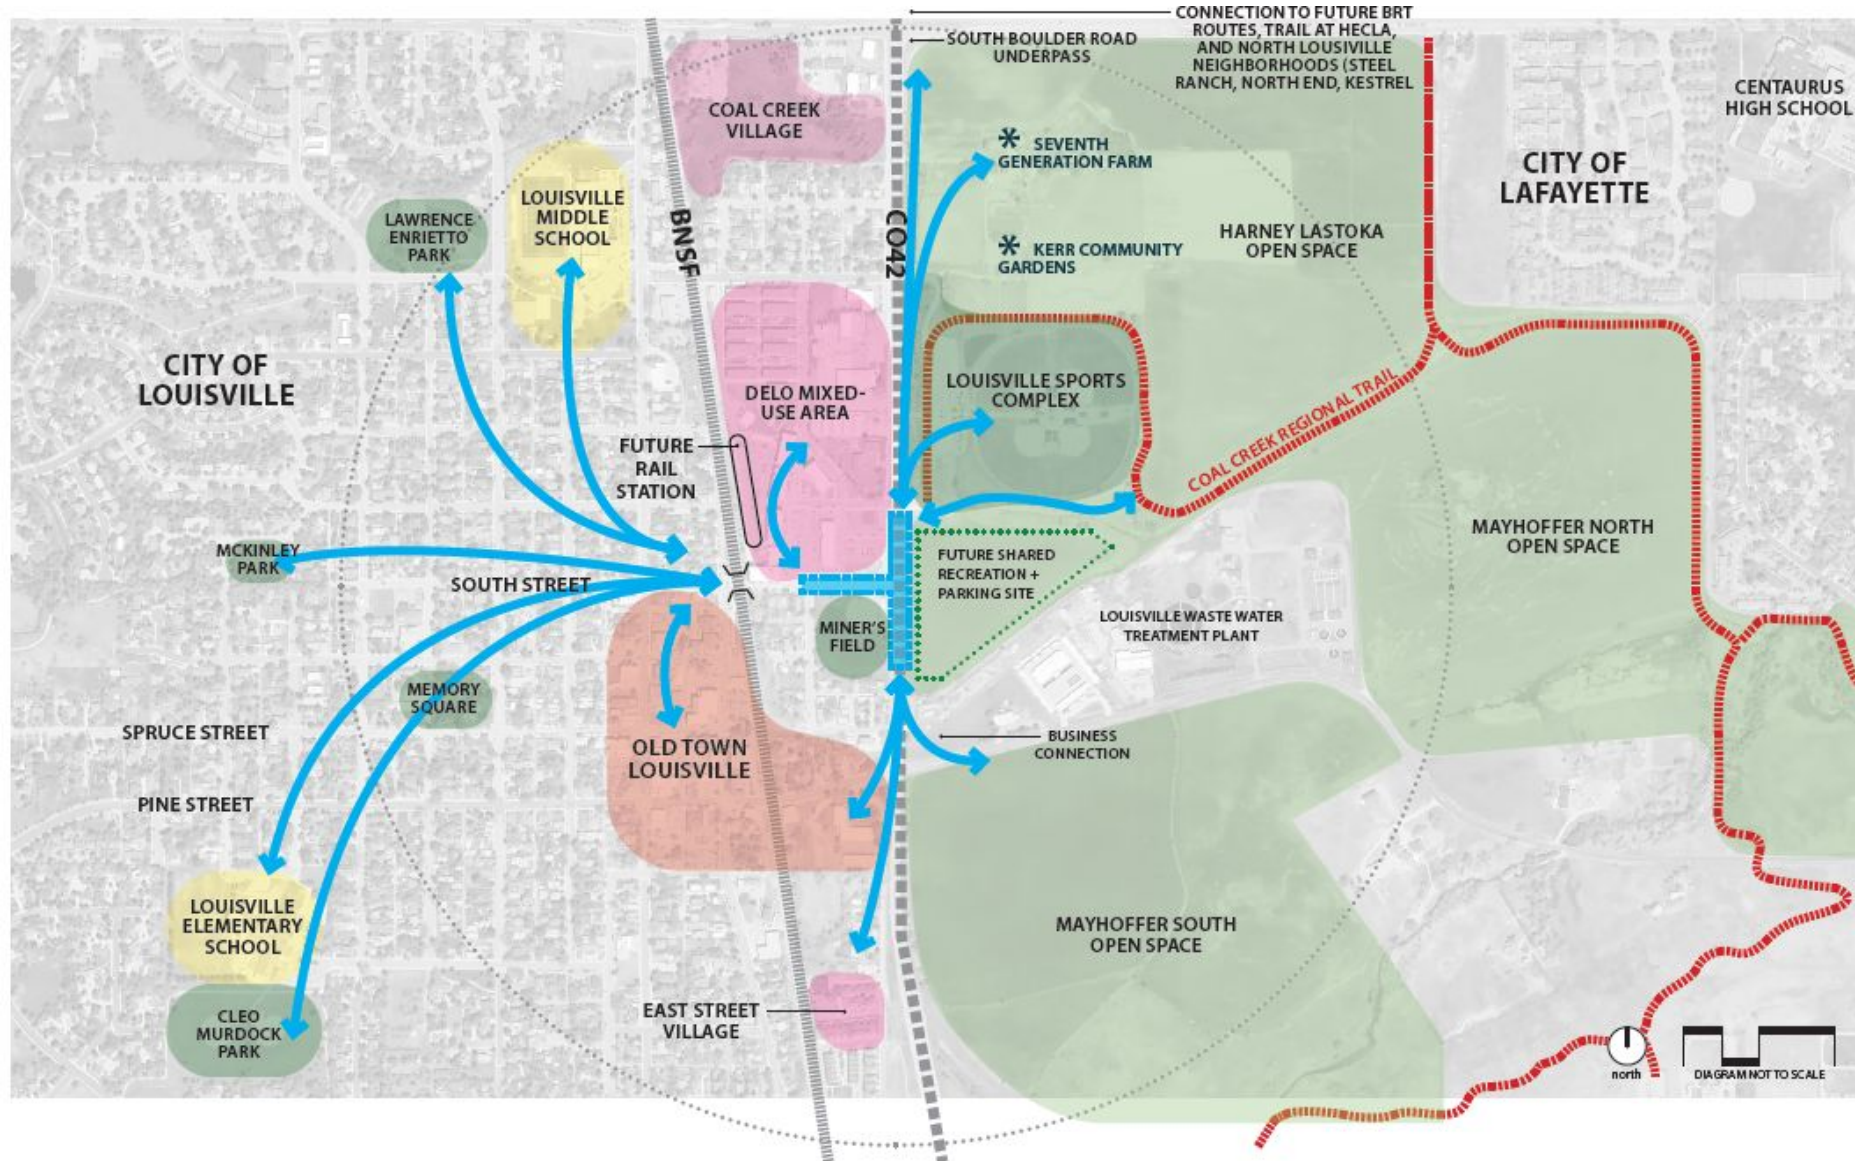 CONNECTION TO FUTURE BRT
ROUTES, TRAIL AT HECLA,
AND NORTH LOUSIVILLE
NEIGHBORHOODS (STEEL
RANCH, NORTH END, KESTREL
SOUTH BOULDER ROAD
UNDERPASS
CENTAURUS
HIGH SCHOOL
COAL CREEK
VILLAGE
* SEVENTH
GENERATION FARM
CITY OF
LAFAYETTE
LOUISVILLE
MIDDLE
SCHOOL
LAWRENCE
ENRIETTO
PARK
BNSF
CO42
HARNEY LASTOKA
OPEN SPACE
* KERR COMMUNITY
GARDENS
CITY OF
LOUISVILLE
DELO MIXED-
USE AREA
LOUISVILLE SPORTS
COMPLEX
COAL CREEK REGIONAL TRAIL
FUTURE
RAIL
STATION
MCKINLEY
PARK
SOUTH STREET
FUTURE SHARED
RECREATION +
PARKING SITE
MAYHOFFER NORTH
OPEN SPACE
LOUISVILLE WASTE WATER
TREATMENT PLANT
MINER'S
FIELD
MEMORY
SQUARE
SPRUCE STREET
OLD TOWN
LOUISVILLE
BUSINESS
CONNECTION
PINE STREET
LOUISVILLE
ELEMENTARY
SCHOOL
MAYHOFFER SOUTH
OPEN SPACE
EAST STREET
VILLAGE
CLEO
MURDOCK
PARK
north
DIAGRAM NOT TO SCALE